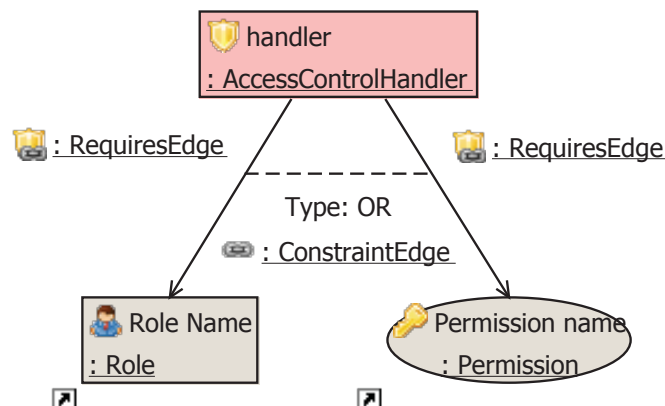 handler
: AccessControlHandler
: RequiresEdge
: RequiresEdge
Type: OR
: ConstraintEdge
Role Name
: Role
Permission name
: Permission